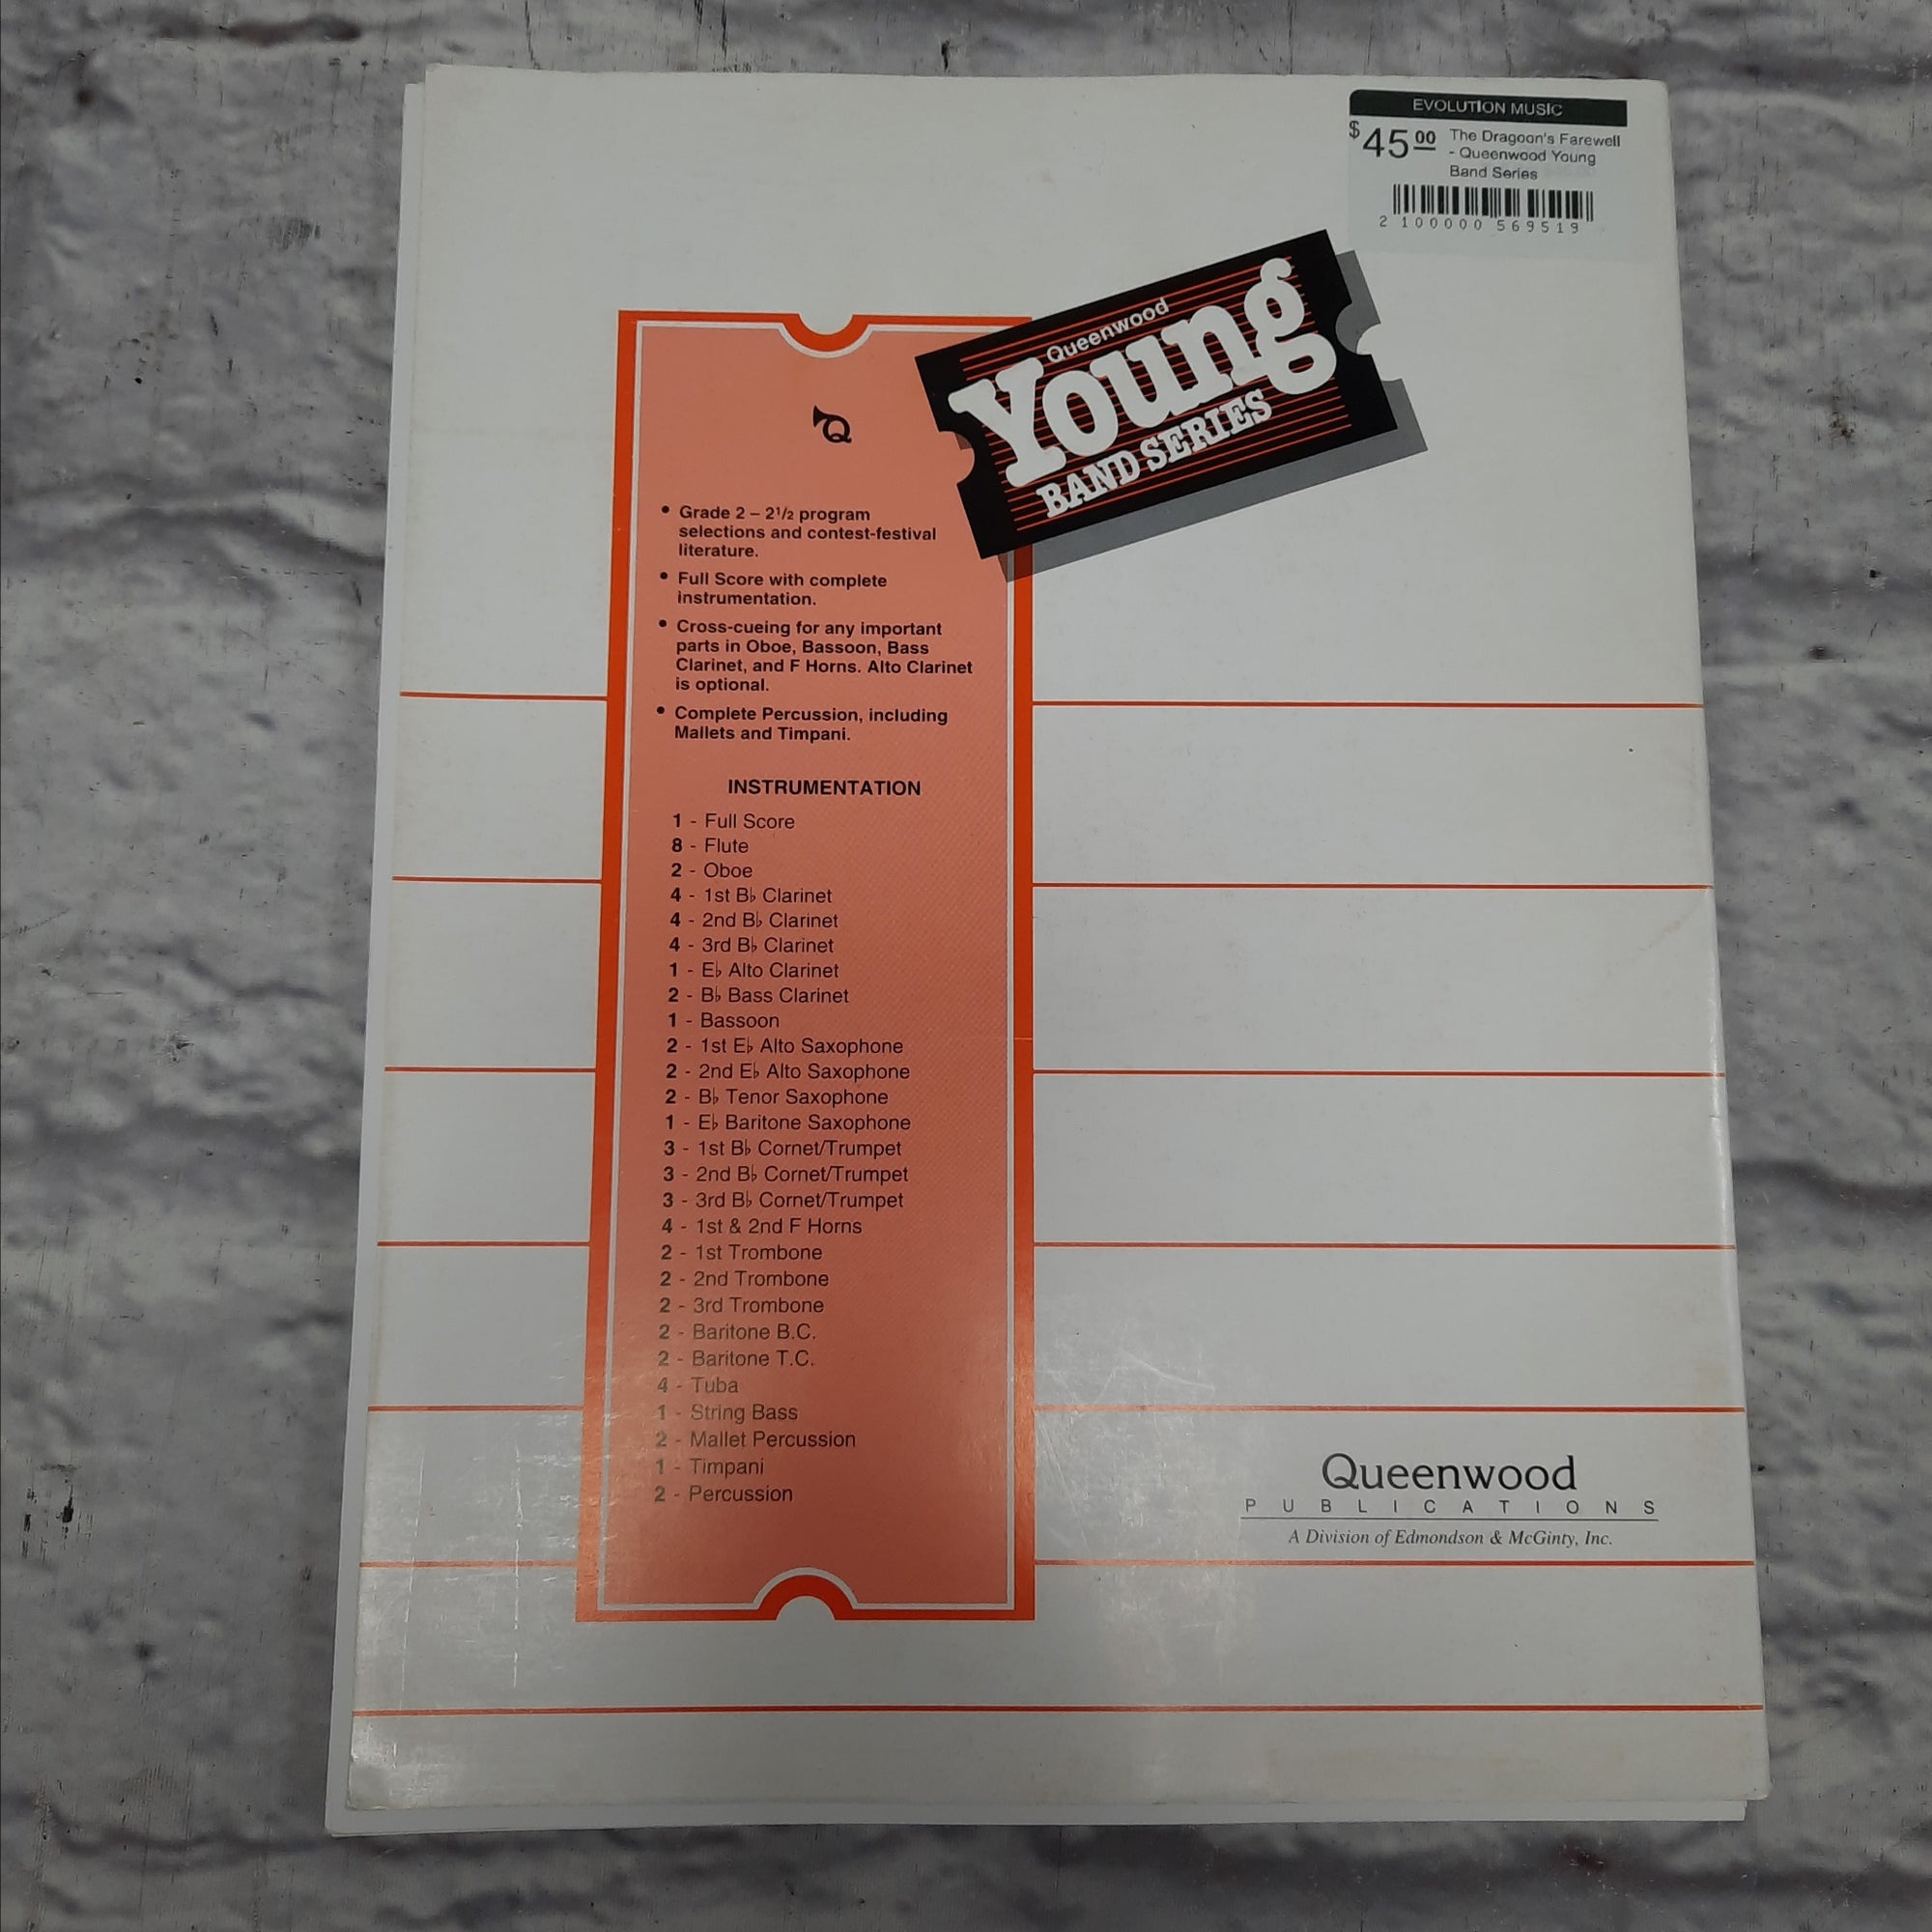 EVOLUTION MUSIC
$45.00
The Dragoon's Farewell
- Queenwood Young
Band Series
2 100000 569519
Queenwood
Young
BAND SERIES
Q
• Grade 2 – 2 1/2 program
selections and contest-festival
literature.
• Full Score with complete
instrumentation.
• Cross-cueing for any important
parts in Oboe, Bassoon, Bass
Clarinet, and F Horns. Alto Clarinet
is optional.
• Complete Percussion, including
Mallets and Timpani.
INSTRUMENTATION
1 - Full Score
8 - Flute
2 - Oboe
4 - 1st B♭ Clarinet
4 - 2nd B♭ Clarinet
4 - 3rd B♭ Clarinet
1 - E♭ Alto Clarinet
2 - B♭ Bass Clarinet
1 - Bassoon
2 - 1st E♭ Alto Saxophone
2 - 2nd E♭ Alto Saxophone
2 - B♭ Tenor Saxophone
1 - E♭ Baritone Saxophone
3 - 1st B♭ Cornet/Trumpet
3 - 2nd B♭ Cornet/Trumpet
3 - 3rd B♭ Cornet/Trumpet
4 - 1st & 2nd F Horns
2 - 1st Trombone
2 - 2nd Trombone
2 - 3rd Trombone
2 - Baritone B.C.
2 - Baritone T.C.
4 - Tuba
1 - String Bass
2 - Mallet Percussion
1 - Timpani
2 - Percussion
Queenwood
PUBLICATIONS
A Division of Edmondson & McGinty, Inc.